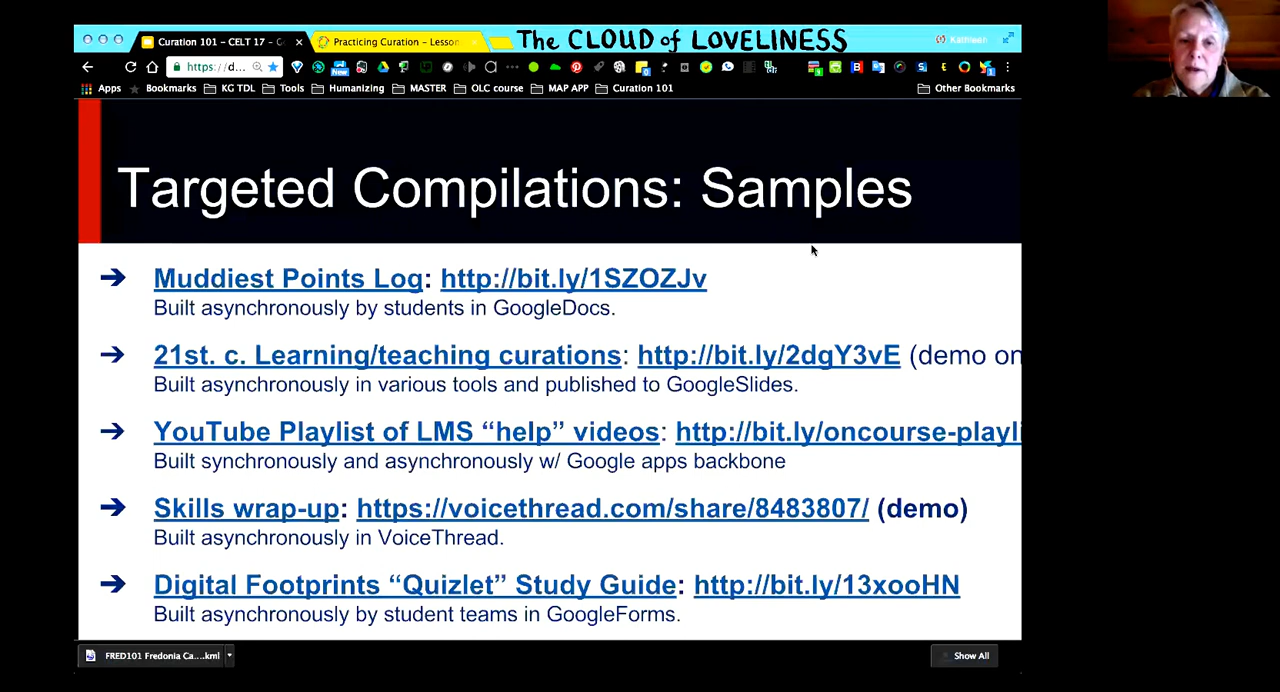 Curation 101 - CELT 17 - G
Practicing Curation - Lesson
The CLOUD of LOVELINESS
Kathleen
https://d...
New
Apps
Bookmarks
KG TDL
Tools
Humanizing
MASTER
OLC course
MAP APP
Curation 101
Other Bookmarks
Targeted Compilations: Samples
➔ Muddiest Points Log: http://bit.ly/1SZOZJv
Built asynchronously by students in GoogleDocs.
➔ 21st. c. Learning/teaching curations: http://bit.ly/2dgY3vE (demo on
Built asynchronously in various tools and published to GoogleSlides.
➔ YouTube Playlist of LMS “help” videos: http://bit.ly/oncourse-playli
Built synchronously and asynchronously w/ Google apps backbone
➔ Skills wrap-up: https://voicethread.com/share/8483807/ (demo)
Built asynchronously in VoiceThread.
➔ Digital Footprints “Quizlet” Study Guide: http://bit.ly/13xooHN
Built asynchronously by student teams in GoogleForms.
FRED101 Fredonia Ca....kml
Show All